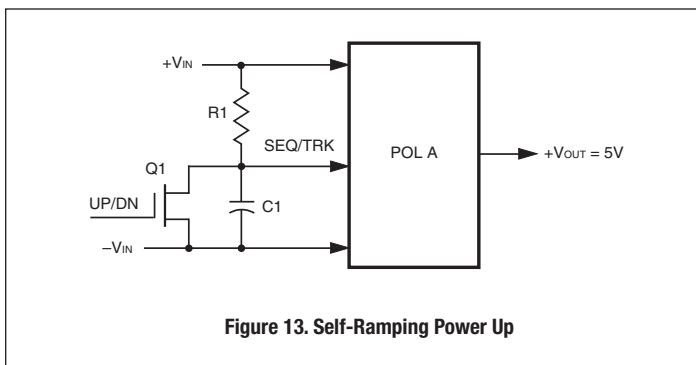 +VIN
R1
SEQ/TRK
POL A
+VOUT = 5V
Q1
UP/DN
C1
–VIN
Figure 13. Self-Ramping Power Up